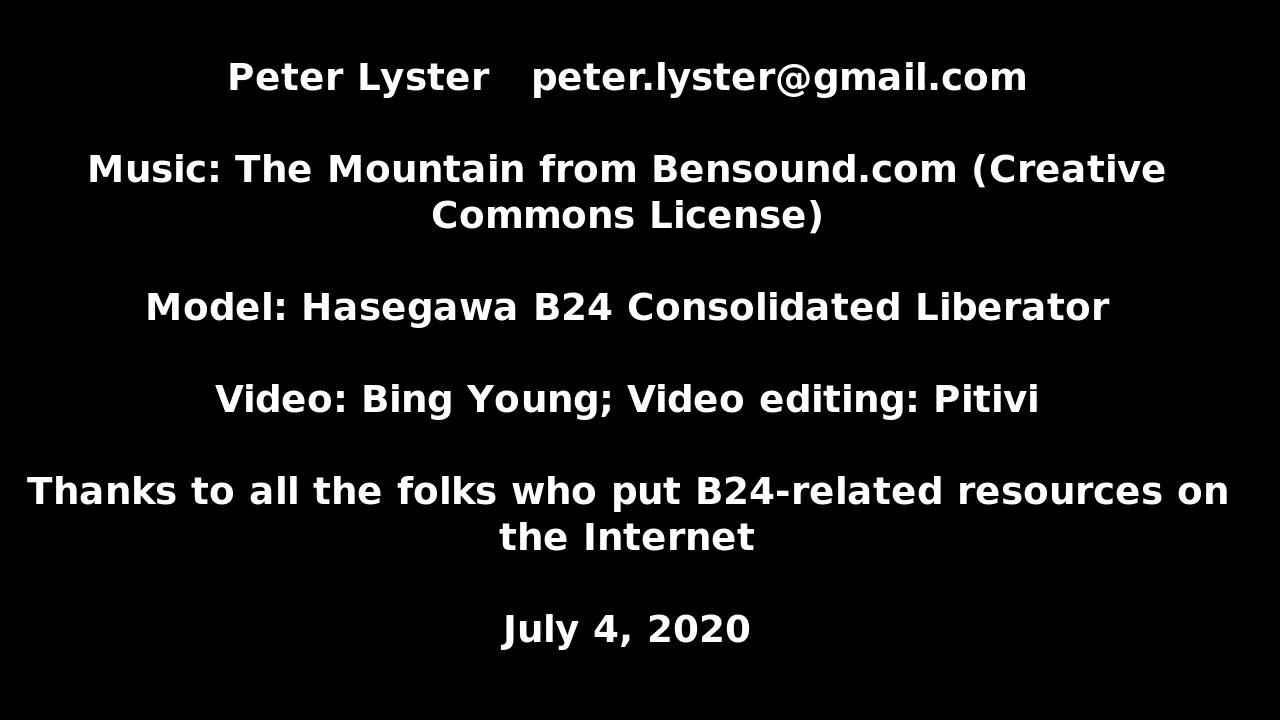 Peter Lyster   peter.lyster@gmail.com
Music: The Mountain from Bensound.com (Creative
Commons License)
Model: Hasegawa B24 Consolidated Liberator
Video: Bing Young; Video editing: Pitivi
Thanks to all the folks who put B24-related resources on
the Internet
July 4, 2020